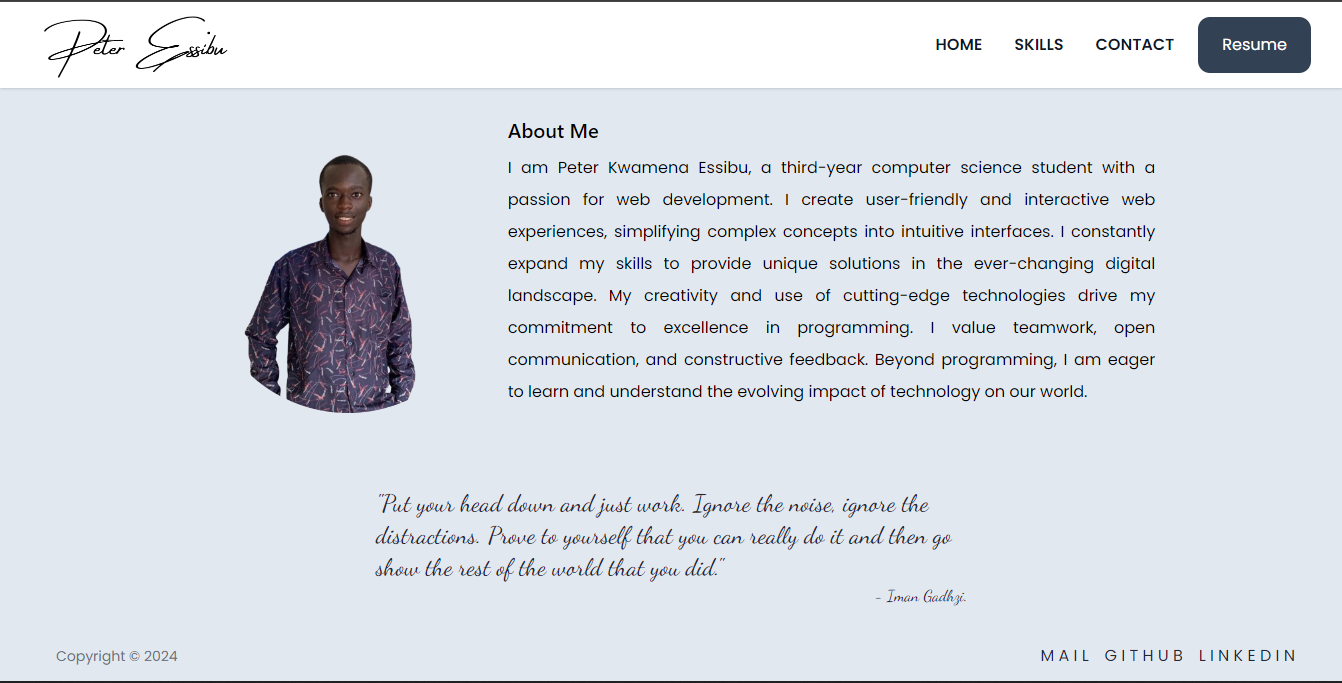 Peter Essibu
HOME SKILLS CONTACT Resume
About Me
I am Peter Kwamena Essibu, a third-year computer science student with a
passion for web development. I create user-friendly and interactive web
experiences, simplifying complex concepts into intuitive interfaces. I constantly
expand my skills to provide unique solutions in the ever-changing digital
landscape. My creativity and use of cutting-edge technologies drive my
commitment to excellence in programming. I value teamwork, open
communication, and constructive feedback. Beyond programming, I am eager
to learn and understand the evolving impact of technology on our world.
"Put your head down and just work. Ignore the noise, ignore the
distractions. Prove to yourself that you can really do it and then go
show the rest of the world that you did."
- Iman Gadhzi.
Copyright © 2024
MAIL GITHUB LINKEDIN